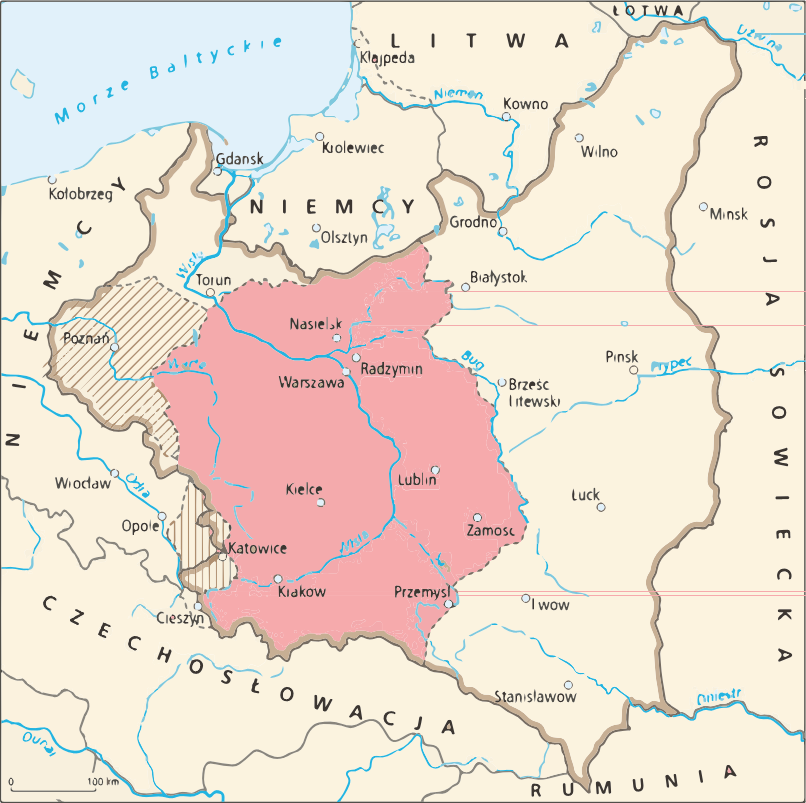 ŁOTWA
LITWA
Dźwina
Morze Bałtyckie
Kłajpeda
Niemen
Kowno
Królewiec
Wilno
Gdańsk
Kołobrzeg
NIEMCY
Grodno
Mińsk
Olsztyn
Wisła
Toruń
Białystok
NIEMCY
ROSJA SOWIECKA
Nasielsk
Poznań
Radzymin
Warta
Warszawa
Bug
Brześć
Litewski
Pińsk
Prypeć
Wrocław
Odra
Lublin
Kielce
Opole
Łuck
Zamość
Katowice
Wisła
Kraków
Przemyśl
Lwów
Cieszyn
CZECHOSŁOWACJA
Stanisławów
Dniestr
Dunaj
0 100 km
RUMUNIA